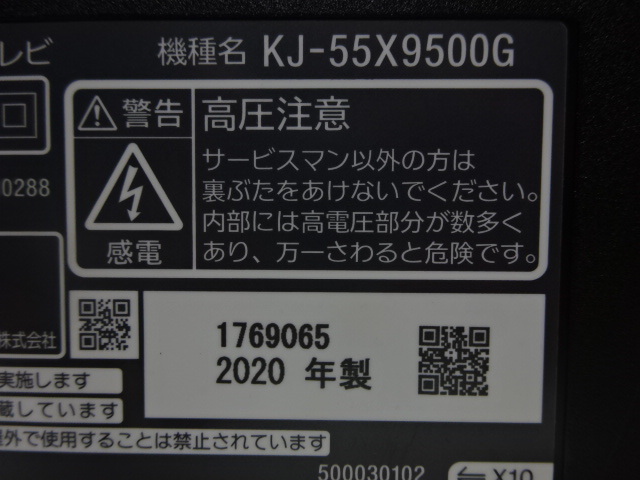 レビ
機種名 KJ-55X9500G
警告
高圧注意
サービスマン以外の方は
裏ぶたをあけないでください。
内部には高電圧部分が数多く
あり、万一さわると危険です。
感電
0288
株式会社
1769065
2020 年製
実施します
蔵しています
外で使用することは禁止されています
500030102
X10